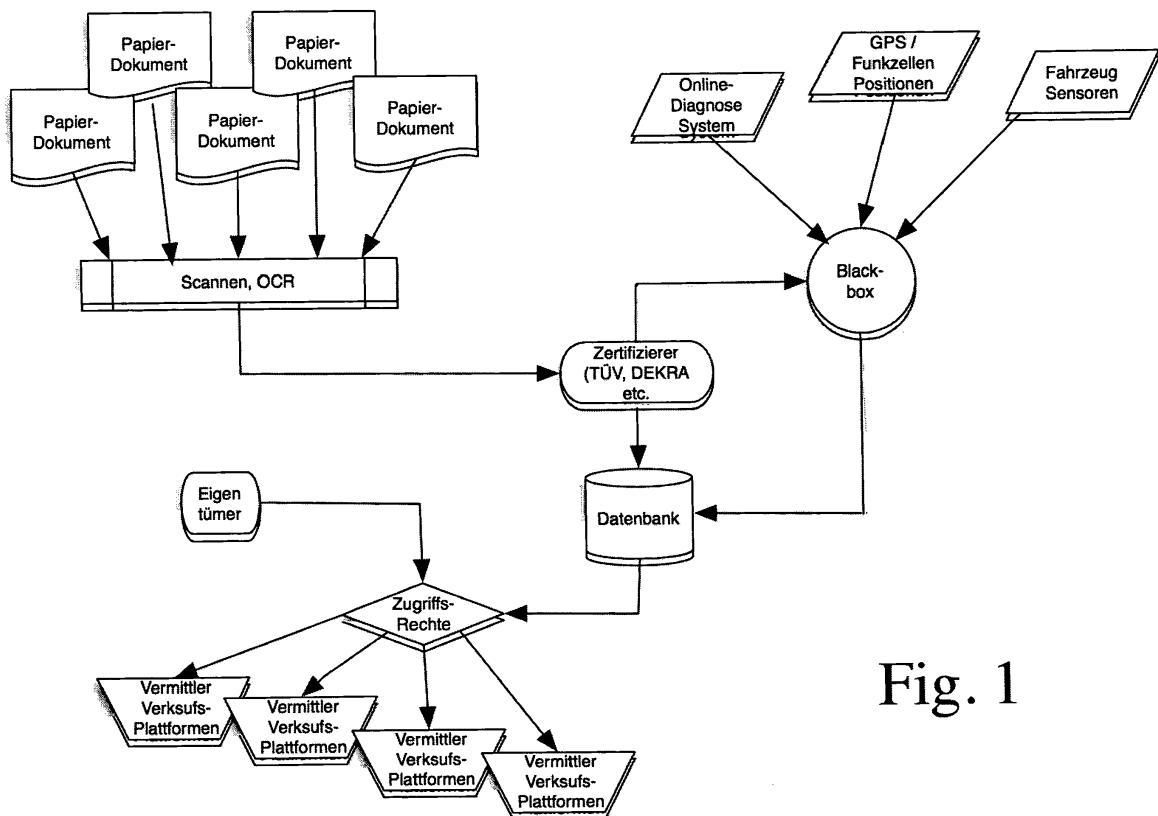 Papier-
Dokument
Papier-
Dokument
Papier-
Dokument
Papier-
Dokument
Papier-
Dokument
Online-
Diagnose
System
GPS /
Funkzellen
Positionen
Fahrzeug
Sensoren
Scannen, OCR
Black-
box
Zertifizierer
(TÜV, DEKRA
etc.
Eigen
tümer
Datenbank
Zugriffs-
Rechte
Vermittler
Verksufs-
Plattformen
Vermittler
Verksufs-
Plattformen
Vermittler
Verksufs-
Plattformen
Vermittler
Verksufs-
Plattformen
Fig. 1